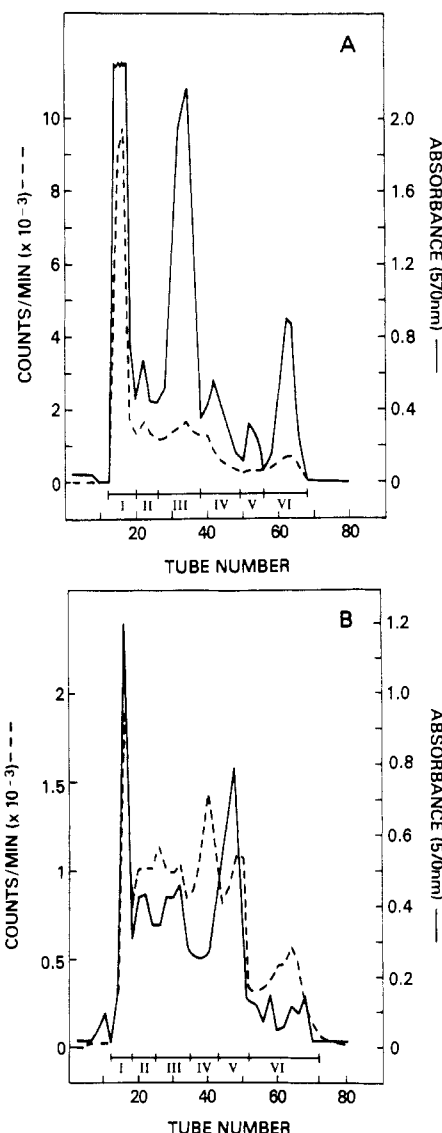 A
COUNTS/MIN (x 10⁻³) ---
10
8
6
4
2
0
2.0
1.6
1.2
0.8
0.4
0
ABSORBANCE (570nm) —
I II III IV V VI
20 40 60 80
TUBE NUMBER
B
COUNTS/MIN (x 10⁻³) ---
2
1.5
1
0.5
0
1.2
1.0
0.8
0.6
0.4
0.2
0
ABSORBANCE (570nm) —
I II III IV V VI
20 40 60 80
TUBE NUMBER